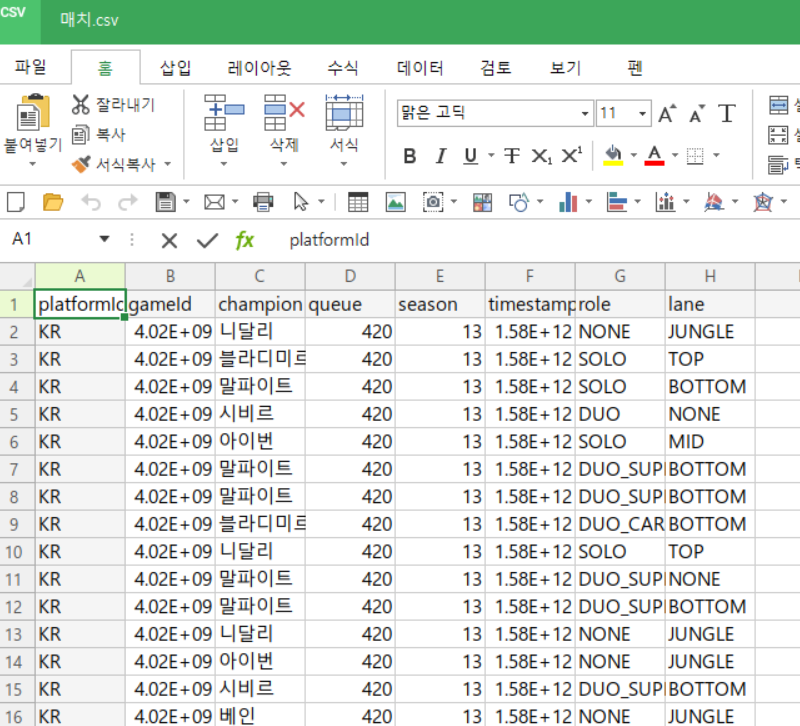 CSV 매치.csv
파일 홈 삽입 레이아웃 수식 데이터 검토 보기 펜
붙여넣기 잘라내기 복사 서식복사 삽입 삭제 서식 맑은 고딕 11
A1 fx platformId
A B C D E F G H
1 platformId gameId champion queue season timestamp role lane
2 KR 4.02E+09 니달리 420 13 1.58E+12 NONE JUNGLE
3 KR 4.02E+09 블라디미르 420 13 1.58E+12 SOLO TOP
4 KR 4.02E+09 말파이트 420 13 1.58E+12 SOLO BOTTOM
5 KR 4.02E+09 시비르 420 13 1.58E+12 DUO NONE
6 KR 4.02E+09 아이번 420 13 1.58E+12 SOLO MID
7 KR 4.02E+09 말파이트 420 13 1.58E+12 DUO_SUP BOTTOM
8 KR 4.02E+09 말파이트 420 13 1.58E+12 DUO_SUP BOTTOM
9 KR 4.02E+09 블라디미르 420 13 1.58E+12 DUO_CAR BOTTOM
10 KR 4.02E+09 니달리 420 13 1.58E+12 SOLO TOP
11 KR 4.02E+09 말파이트 420 13 1.58E+12 DUO_SUP NONE
12 KR 4.02E+09 말파이트 420 13 1.58E+12 DUO_SUP BOTTOM
13 KR 4.02E+09 니달리 420 13 1.58E+12 NONE JUNGLE
14 KR 4.02E+09 아이번 420 13 1.58E+12 NONE JUNGLE
15 KR 4.02E+09 시비르 420 13 1.58E+12 DUO_SUP BOTTOM
16 KR 4.02E+09 베인 420 13 1.58E+12 NONE JUNGLE